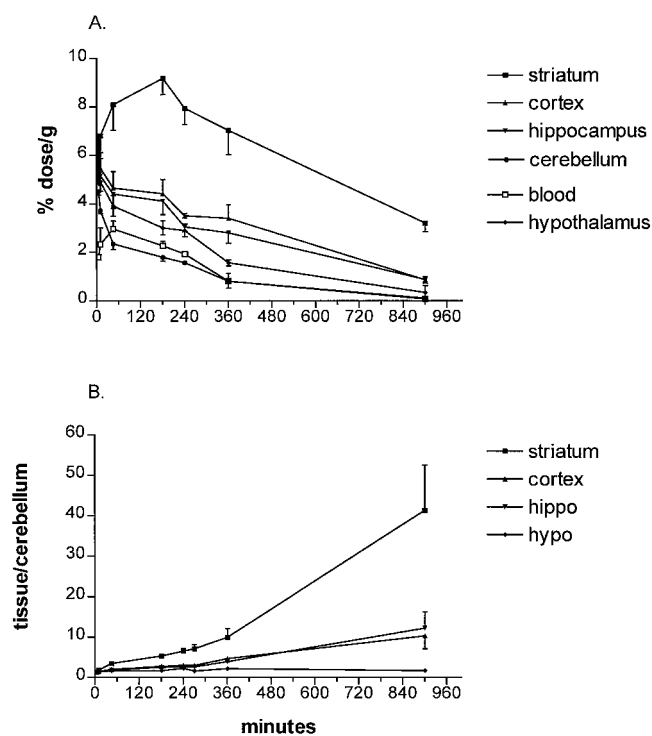 A.
10
8
6
4
2
0
% dose/g
0 120 240 360 480 600 720 840 960
striatum
cortex
hippocampus
cerebellum
blood
hypothalamus
B.
60
50
40
30
20
10
0
tissue/cerebellum
0 120 240 360 480 600 720 840 960
minutes
striatum
cortex
hippo
hypo